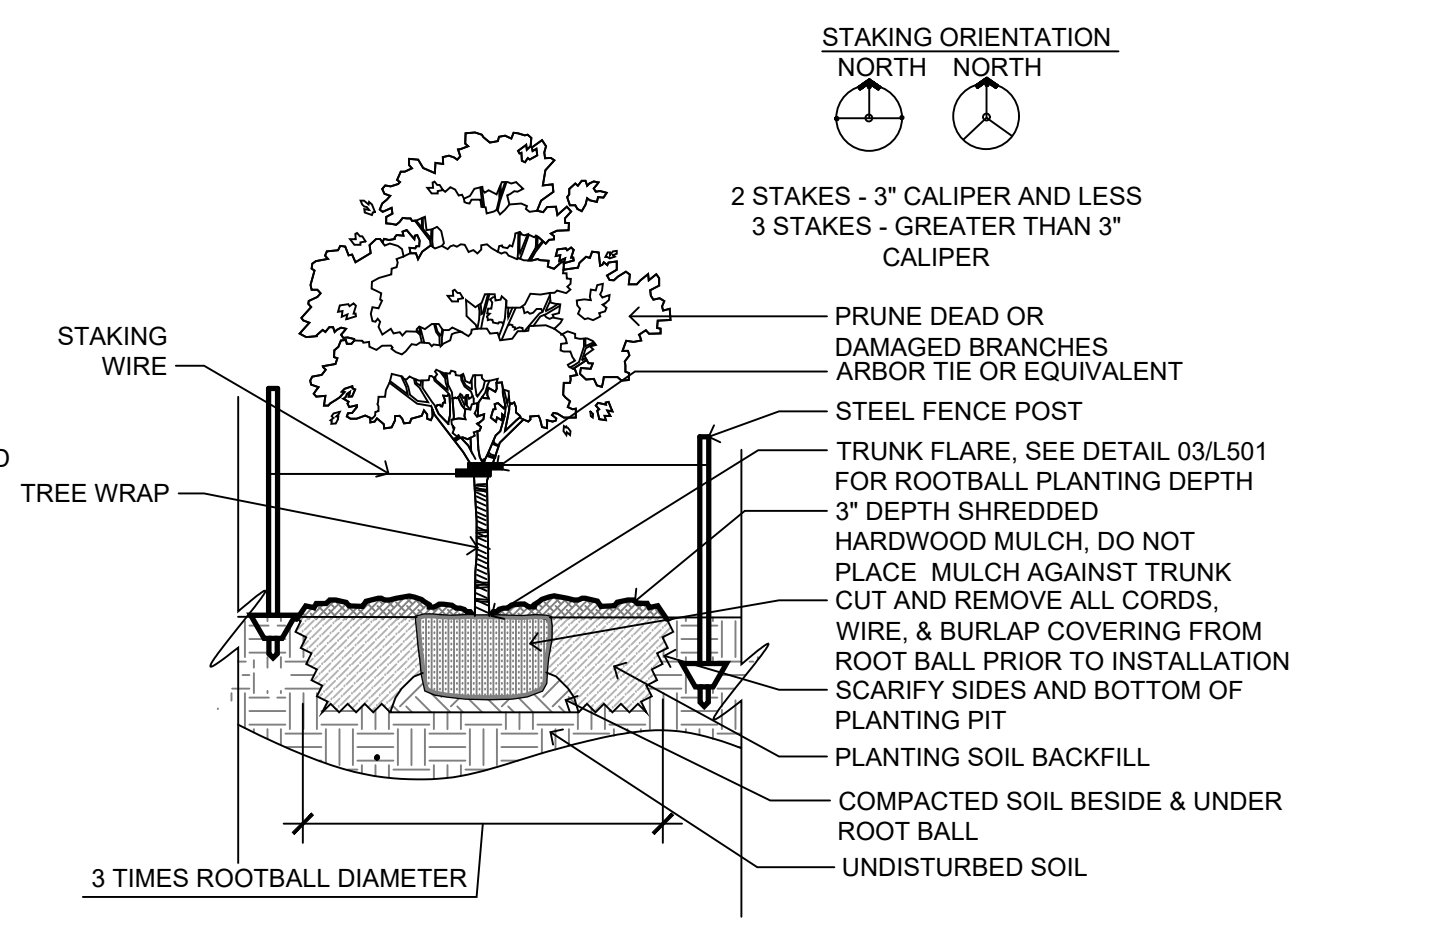 STAKING ORIENTATION
NORTH NORTH
2 STAKES - 3" CALIPER AND LESS
3 STAKES - GREATER THAN 3"
CALIPER
STAKING
WIRE
TREE WRAP
PRUNE DEAD OR
DAMAGED BRANCHES
ARBOR TIE OR EQUIVALENT
STEEL FENCE POST
TRUNK FLARE, SEE DETAIL 03/L501
FOR ROOTBALL PLANTING DEPTH
3" DEPTH SHREDDED
HARDWOOD MULCH, DO NOT
PLACE MULCH AGAINST TRUNK
CUT AND REMOVE ALL CORDS,
WIRE, & BURLAP COVERING FROM
ROOT BALL PRIOR TO INSTALLATION
SCARIFY SIDES AND BOTTOM OF
PLANTING PIT
PLANTING SOIL BACKFILL
COMPACTED SOIL BESIDE & UNDER
ROOT BALL
UNDISTURBED SOIL
3 TIMES ROOTBALL DIAMETER